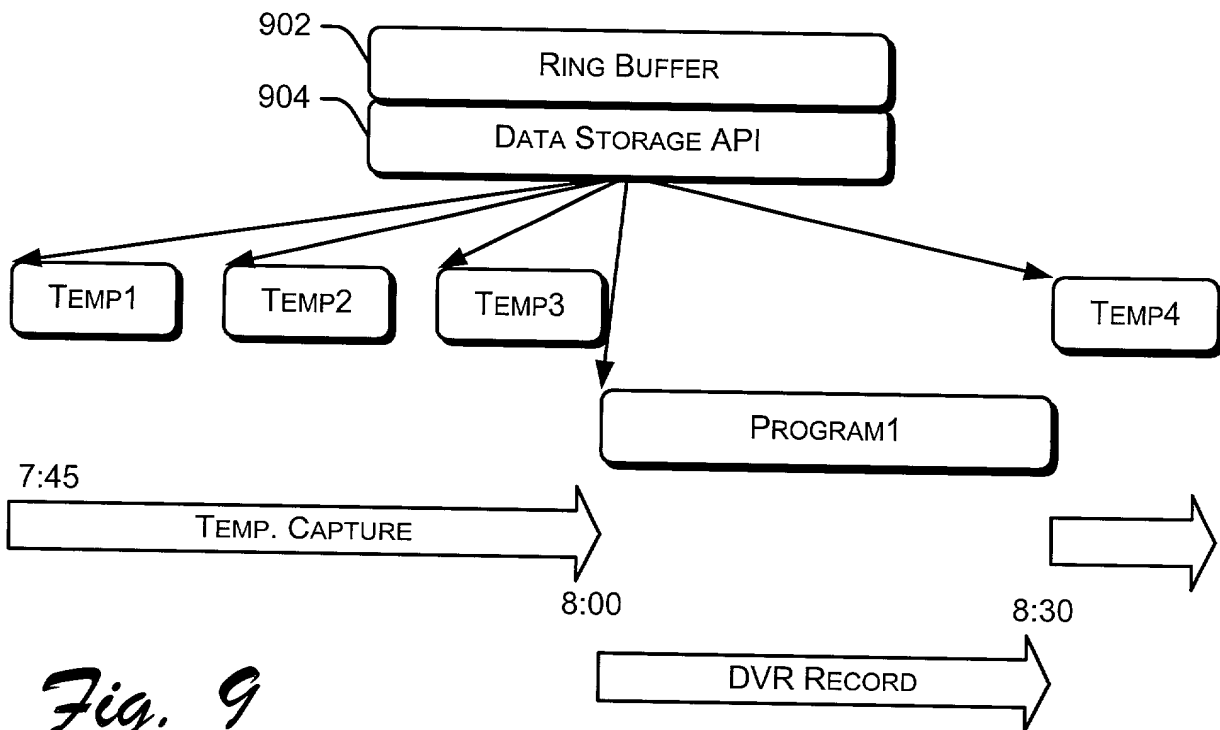 902
RING BUFFER
904
DATA STORAGE API
TEMP1
TEMP2
TEMP3
TEMP4
PROGRAM1
7:45
TEMP. CAPTURE
8:00
8:30
DVR RECORD
Fig. 9